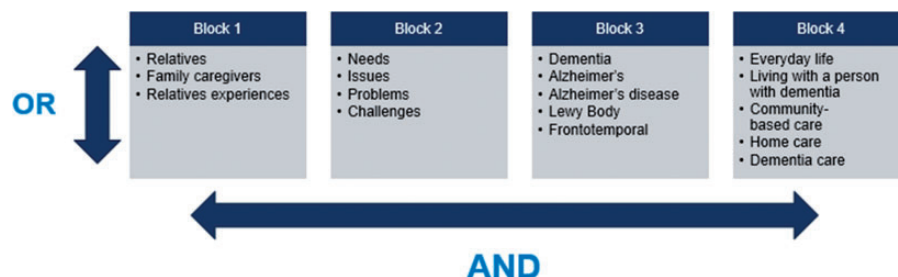 OR
Block 1
• Relatives
• Family caregivers
• Relatives experiences
Block 2
• Needs
• Issues
• Problems
• Challenges
Block 3
• Dementia
• Alzheimer's
• Alzheimer's disease
• Lewy Body
• Frontotemporal
Block 4
• Everyday life
• Living with a person
with dementia
• Community-
based care
• Home care
• Dementia care
AND